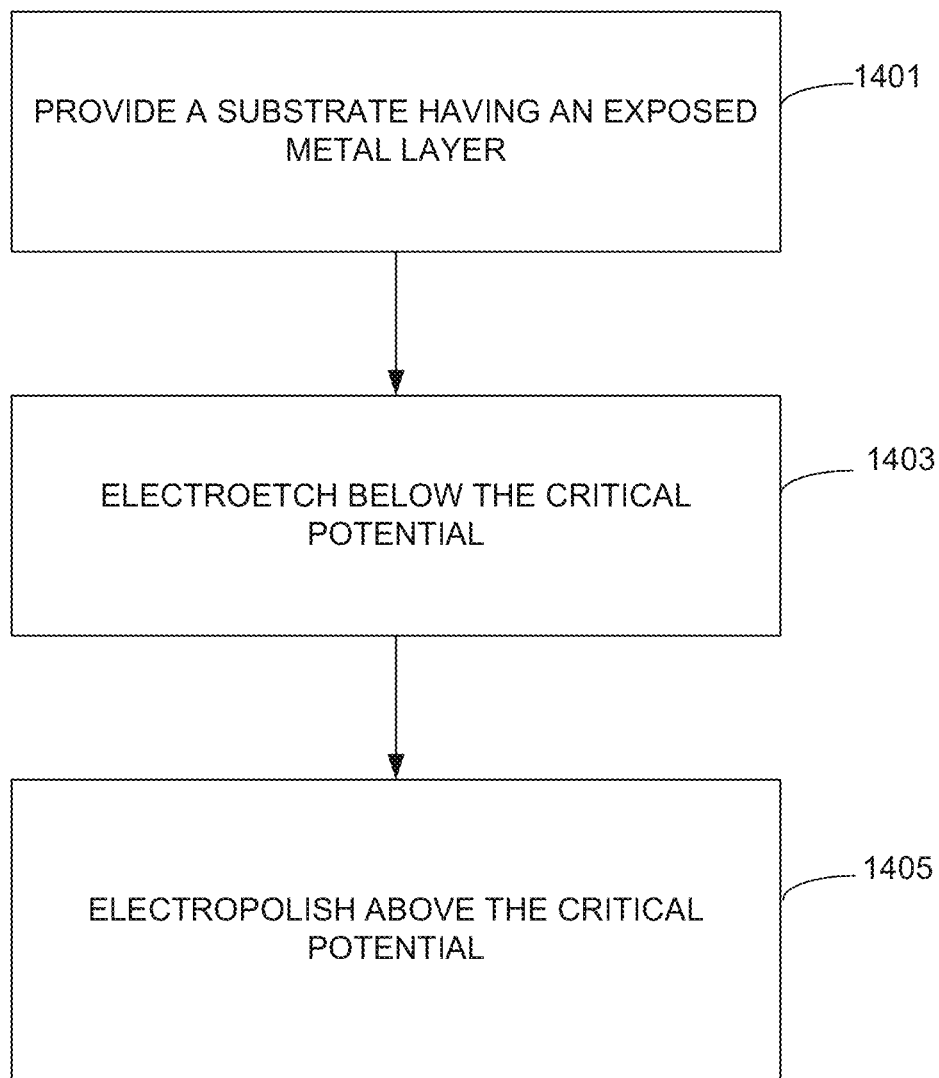 1401
PROVIDE A SUBSTRATE HAVING AN EXPOSED
METAL LAYER
1403
ELECTROETCH BELOW THE CRITICAL
POTENTIAL
1405
ELECTROPOLISH ABOVE THE CRITICAL
POTENTIAL